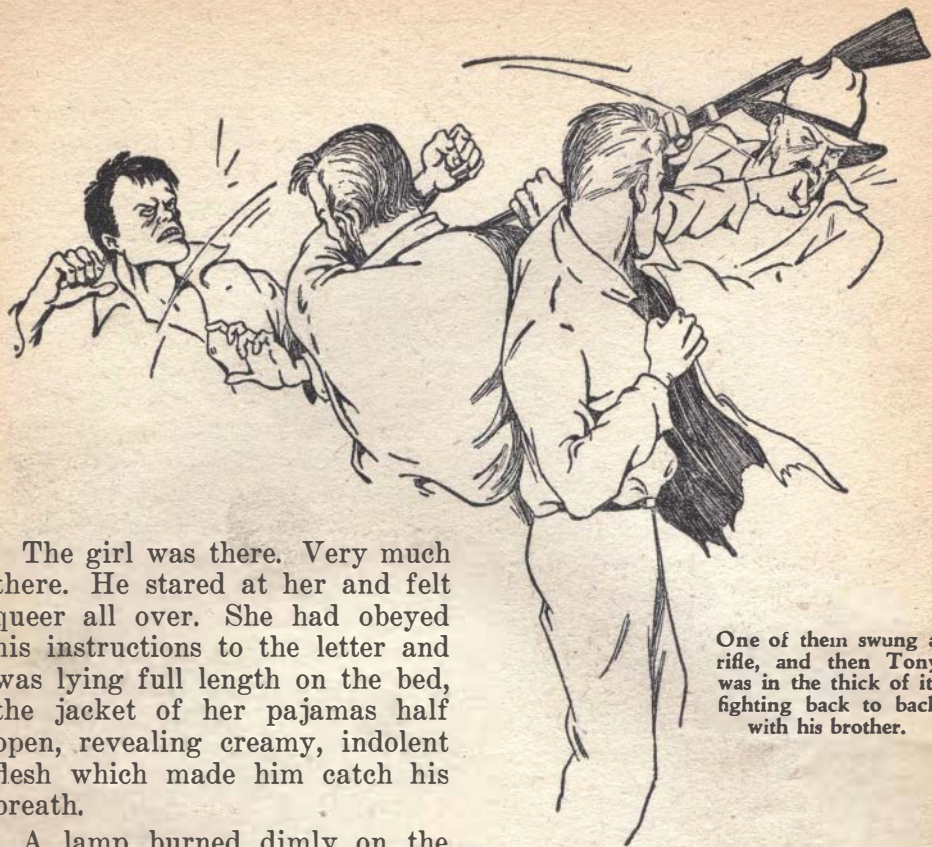 The girl was there. Very much
there. He stared at her and felt
queer all over. She had obeyed
his instructions to the letter and
was lying full length on the bed,
the jacket of her pajamas half
open, revealing creamy, indolent
flesh which made him catch his
breath.
A lamp burned dimly on the
One of them swung a
rifle, and then Tony
was in the thick of it,
fighting back to back
with his brother.